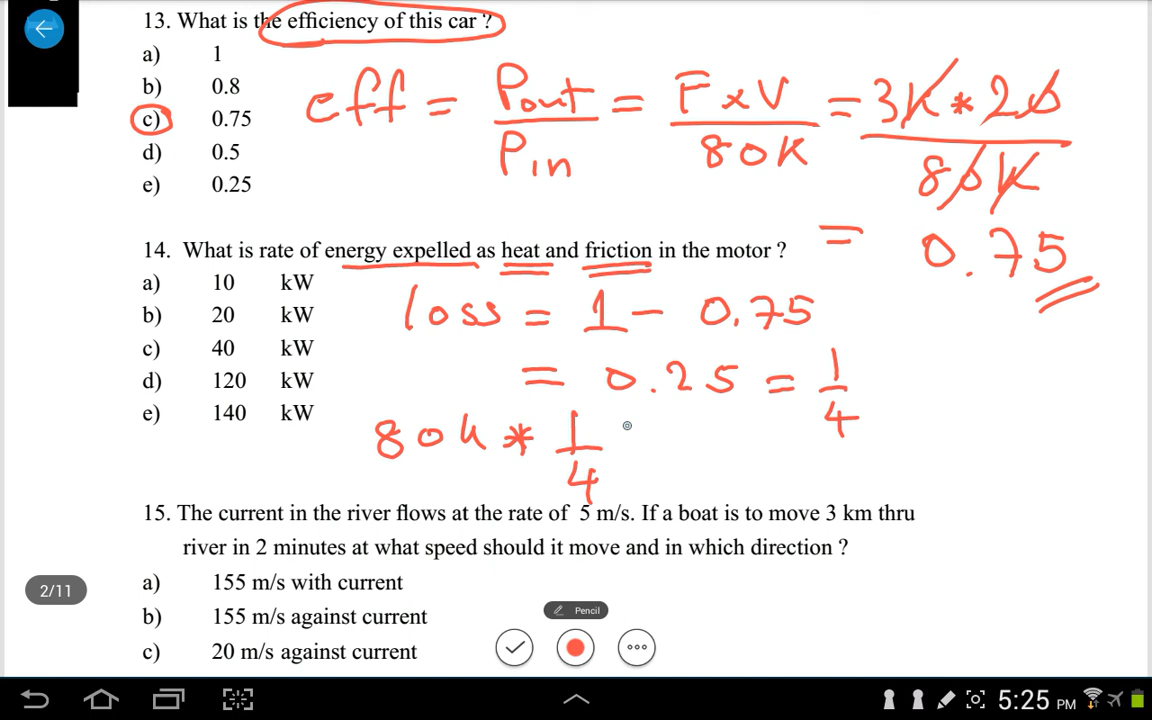 13. What is the efficiency of this car ?
a) 1
b) 0.8
c) 0.75
d) 0.5
e) 0.25
eff = Pout / Pin = F x V / 80K = 3K * 20 / 80K
= 0.75
14. What is rate of energy expelled as heat and friction in the motor ?
a) 10 kW
b) 20 kW
c) 40 kW
d) 120 kW
e) 140 kW
loss = 1 - 0.75
= 0.25 = 1/4
80k * 1/4
15. The current in the river flows at the rate of 5 m/s. If a boat is to move 3 km thru
river in 2 minutes at what speed should it move and in which direction ?
a) 155 m/s with current
b) 155 m/s against current
c) 20 m/s against current
2/11
Pencil
5:25 PM